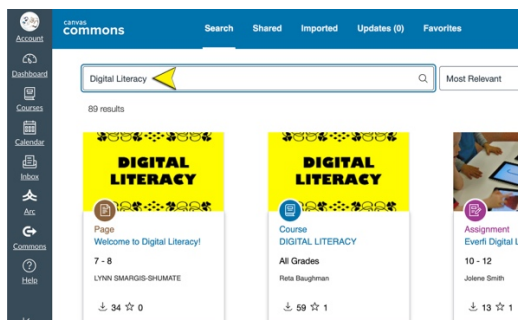 canvas
commons
Search
Shared
Imported
Updates (0)
Favorites
Account
Dashboard
Courses
Calendar
Inbox
Arc
Commons
Help
Digital Literacy
Most Relevant
89 results
DIGITAL
LITERACY
Page
Welcome to Digital Literacy!
7 - 8
LYNN SMARGIS-SHUMATE
34 0
DIGITAL
LITERACY
Course
DIGITAL LITERACY
All Grades
Reta Baughman
59 1
Assignment
Everfi Digital L
10 - 12
Jolene Smith
13 1